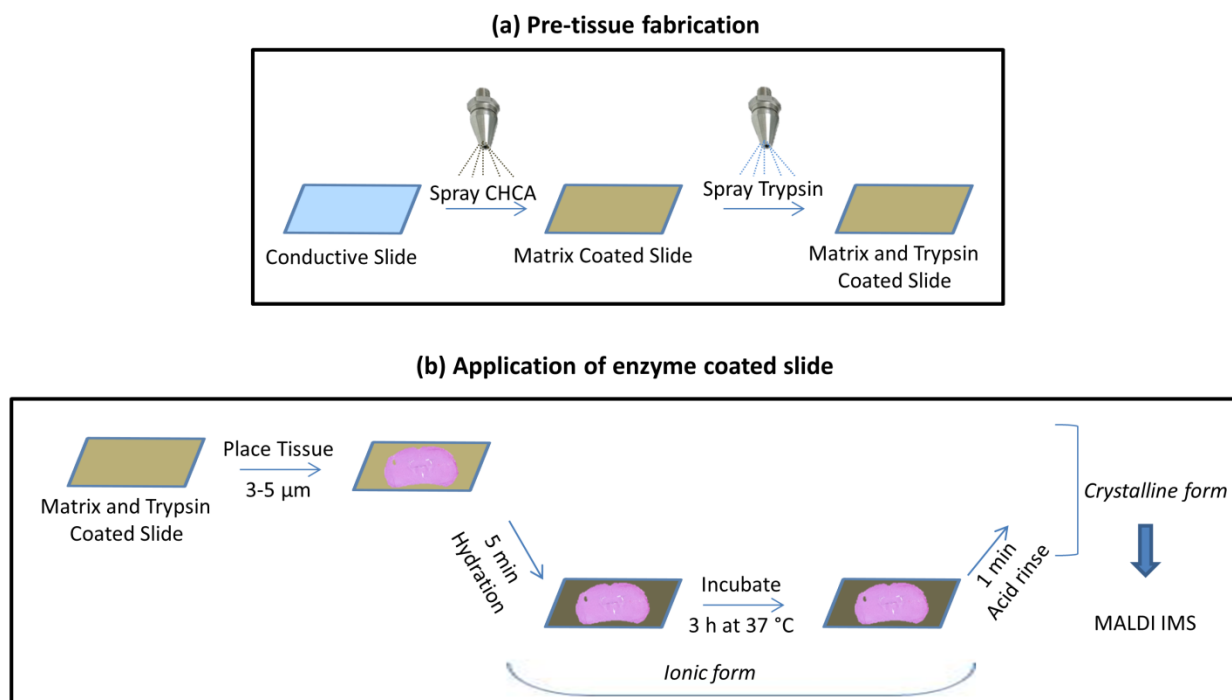 (a) Pre-tissue fabrication
Spray CHCA
Spray Trypsin
Conductive Slide
Matrix Coated Slide
Matrix and Trypsin
Coated Slide
(b) Application of enzyme coated slide
Place Tissue
3-5 µm
Matrix and Trypsin
Coated Slide
5 min
Hydration
Incubate
3 h at 37 °C
1 min
Acid rinse
Ionic form
Crystalline form
MALDI IMS